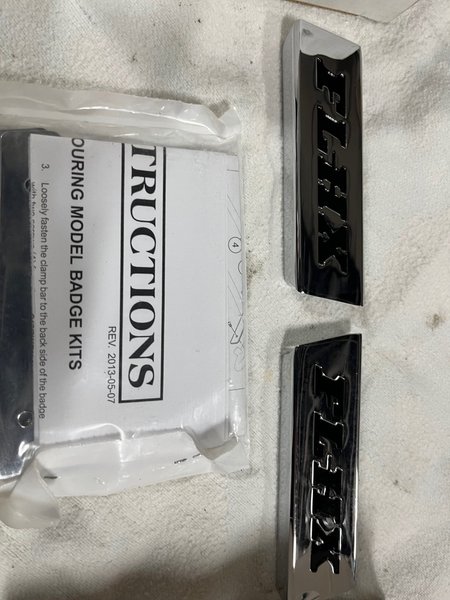 TRUCTIONS
REV. 2013-05-07
OURING MODEL BADGE KITS
3. Loosely fasten the clamp bar to the back side of the badge
(4)
FLHX
FLHX